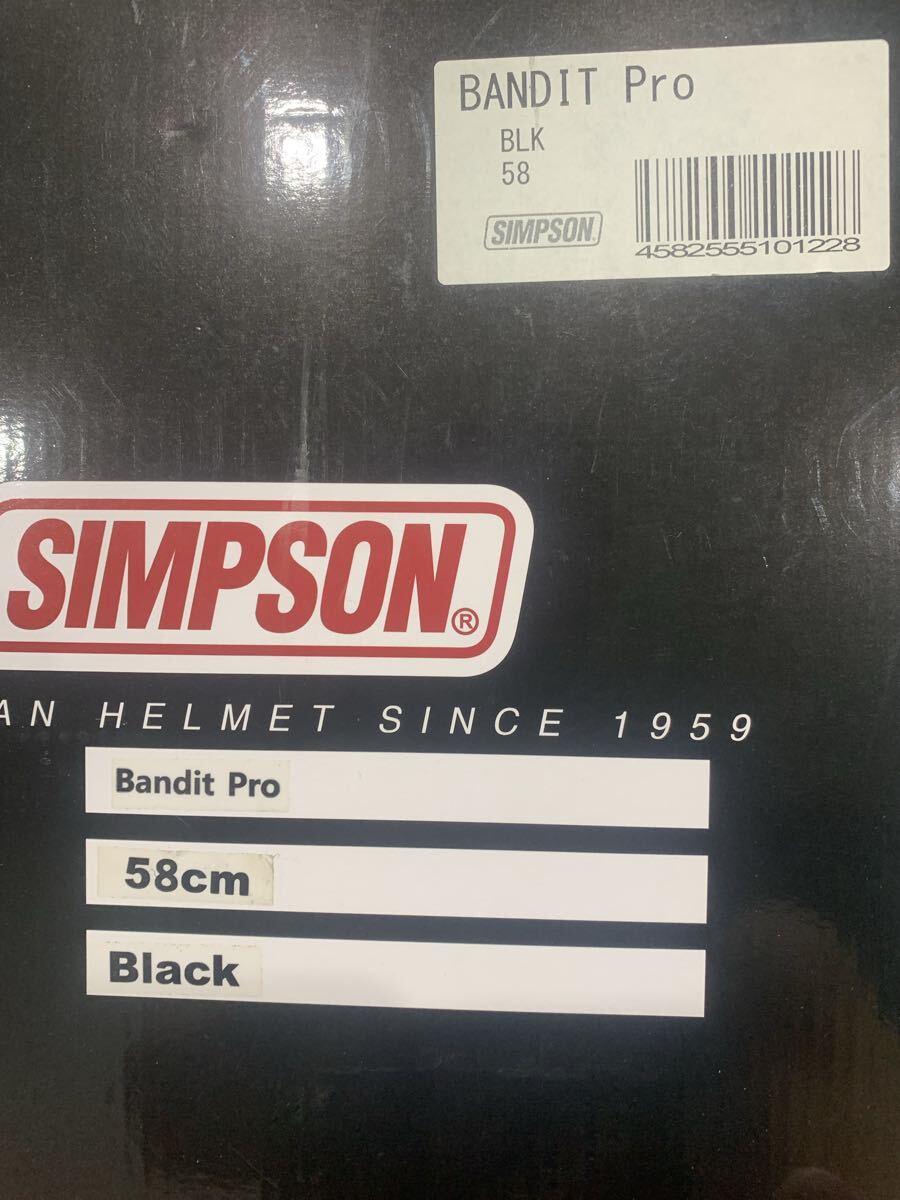 BANDIT Pro
BLK
58
SIMPSON
4582555101228
SIMPSON®
AN HELMET SINCE 1959
Bandit Pro
58cm
Black